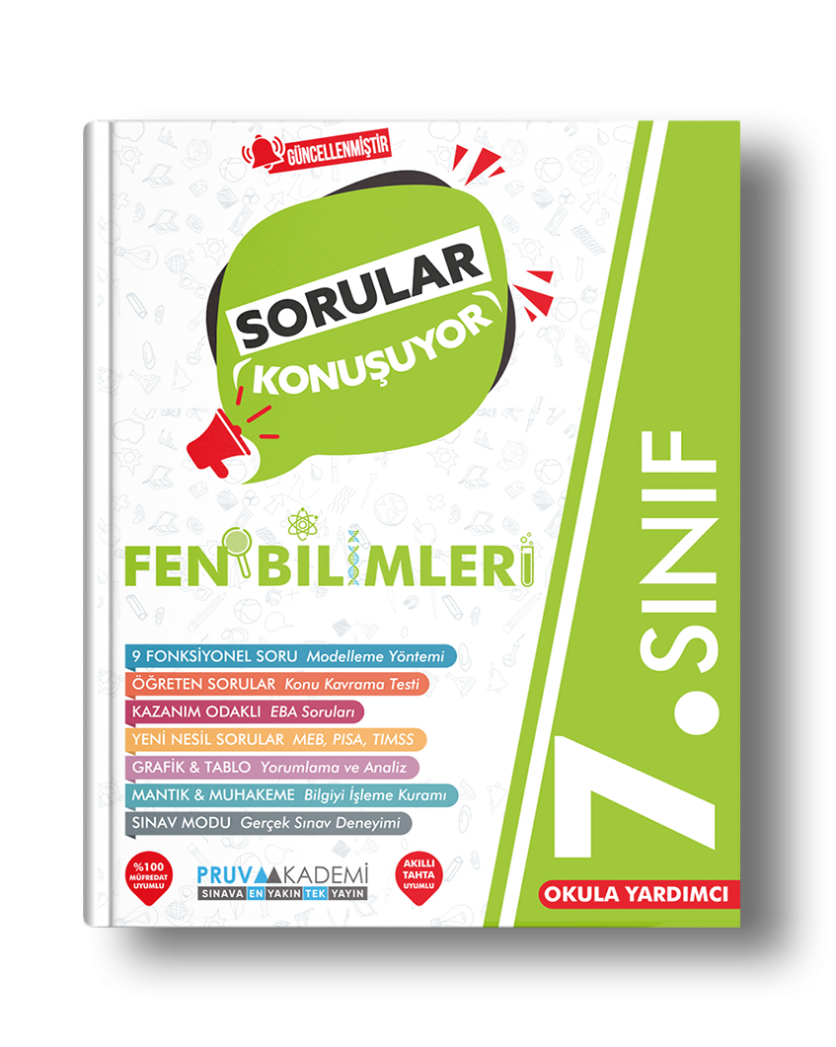 GÜNCELLENMİŞTİR
SORULAR
KONUŞUYOR
FEN BİLİMLERİ
9 FONKSİYONEL SORU Modelleme Yöntemi
ÖĞRETEN SORULAR Konu Kavrama Testi
KAZANIM ODAKLI EBA Soruları
YENİ NESİL SORULAR MEB, PISA, TIMSS
GRAFİK & TABLO Yorumlama ve Analiz
MANTIK & MUHAKEME Bilgiyi İşleme Kuramı
SINAV MODU Gerçek Sınav Deneyimi
%100
MÜFREDAT
UYUMLU
PRUVA AKADEMİ
SINAVA EN YAKIN TEK YAYIN
AKILLI
TAHTA
UYUMLU
7.SINIF
OKULA YARDIMCI